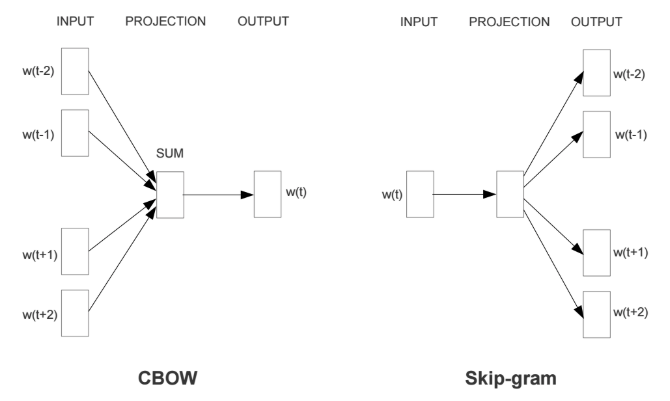 INPUT PROJECTION OUTPUT
w(t-2)
w(t-1)
SUM
w(t)
w(t+1)
w(t+2)
CBOW
INPUT PROJECTION OUTPUT
w(t-2)
w(t-1)
w(t)
w(t+1)
w(t+2)
Skip-gram